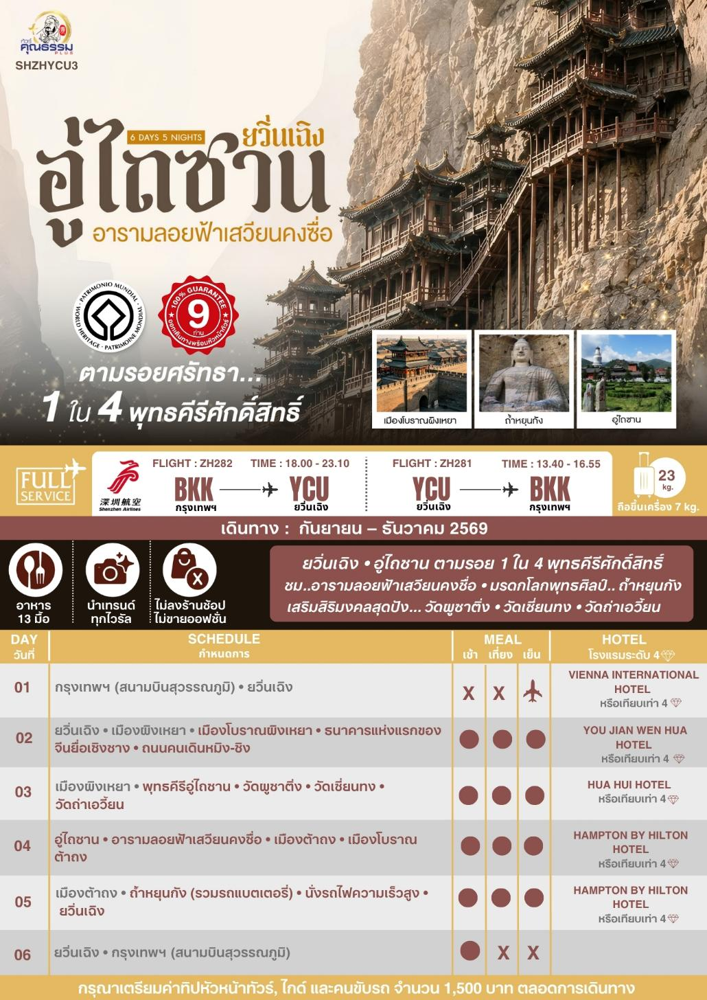 ทัวร์
คุณธรรม
PLUS
SHZHYCU3
6 DAYS 5 NIGHTS
ยวิ่นเฉิง
อู่ไถซาน
อารามลอยฟ้าเสวียนคงซื่อ
PATRIMONIO MUNDIAL • WORLD HERITAGE • PATRIMOINE MONDIAL
100% GUARANTEE
9
ท่าน
ออกเดินทางพร้อมหัวหน้าทัวร์
ตามรอยศรัทธา...
1 ใน 4 พุทธคีรีศักดิ์สิทธิ์
เมืองโบราณผิงเหยา
ถ้ำหยุนกัง
อู่ไถซาน
FULL
SERVICE
深圳航空
Shenzhen Airlines
FLIGHT : ZH282 TIME : 18.00 - 23.10
BKK YCU
กรุงเทพฯ ยวิ่นเฉิง
FLIGHT : ZH281 TIME : 13.40 - 16.55
YCU BKK
ยวิ่นเฉิง กรุงเทพฯ
23
kg.
ถือขึ้นเครื่อง 7 kg.
เดินทาง : กันยายน – ธันวาคม 2569
อาหาร
13 มื้อ
นำเทรนด์
ทุกไวรัล
X
ไม่ลงร้านช้อป
ไม่ขายออฟชั่น
ยวิ่นเฉิง • อู่ไถซาน ตามรอย 1 ใน 4 พุทธคีรีศักดิ์สิทธิ์
ชม..อารามลอยฟ้าเสวียนคงซื่อ • มรดกโลกพุทธศิลป์.. ถ้ำหยุนกัง
เสริมสิริมงคลสุดปัง... วัดผูซาติ่ง • วัดเซี่ยนทง • วัดถ่าเอวี้ยน
DAY SCHEDULE MEAL HOTEL
วันที่ กำหนดการ เช้า เที่ยง เย็น โรงแรมระดับ 4
01 กรุงเทพฯ (สนามบินสุวรรณภูมิ) • ยวิ่นเฉิง X X
VIENNA INTERNATIONAL
HOTEL
หรือเทียบเท่า 4
02 ยวิ่นเฉิง • เมืองผิงเหยา • เมืองโบราณผิงเหยา • ธนาคารแห่งแรกของ
จีนยื่อเชิงชาง • ถนนคนเดินหมิง-ชิง
YOU JIAN WEN HUA
HOTEL
หรือเทียบเท่า 4
03 เมืองผิงเหยา • พุทธคีรีอู่ไถซาน • วัดผูซาติ่ง • วัดเซี่ยนทง •
วัดถ่าเอวี้ยน
HUA HUI HOTEL
หรือเทียบเท่า 4
04 อู่ไถซาน • อารามลอยฟ้าเสวียนคงซื่อ • เมืองต้าถง • เมืองโบราณ
ต้าถง
HAMPTON BY HILTON
HOTEL
หรือเทียบเท่า 4
05 เมืองต้าถง • ถ้ำหยุนกัง (รวมรถแบตเตอรี่) • นั่งรถไฟความเร็วสูง •
ยวิ่นเฉิง
HAMPTON BY HILTON
HOTEL
หรือเทียบเท่า 4
06 ยวิ่นเฉิง • กรุงเทพฯ (สนามบินสุวรรณภูมิ) X X
กรุณาเตรียมค่าทิปหัวหน้าทัวร์, ไกด์ และคนขับรถ จำนวน 1,500 บาท ตลอดการเดินทาง